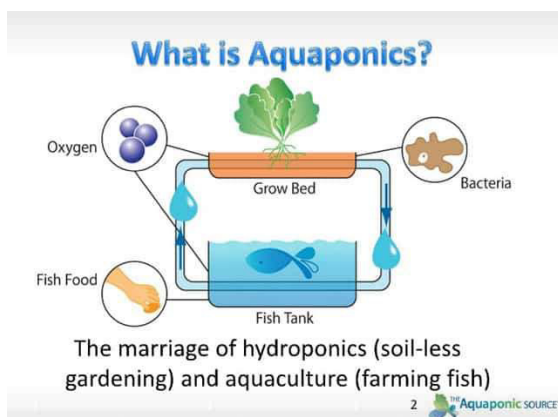 What is Aquaponics?
Oxygen
Grow Bed
Bacteria
Fish Food
Fish Tank
The marriage of hydroponics (soil-less
gardening) and aquaculture (farming fish)
2
THE Aquaponic SOURCE